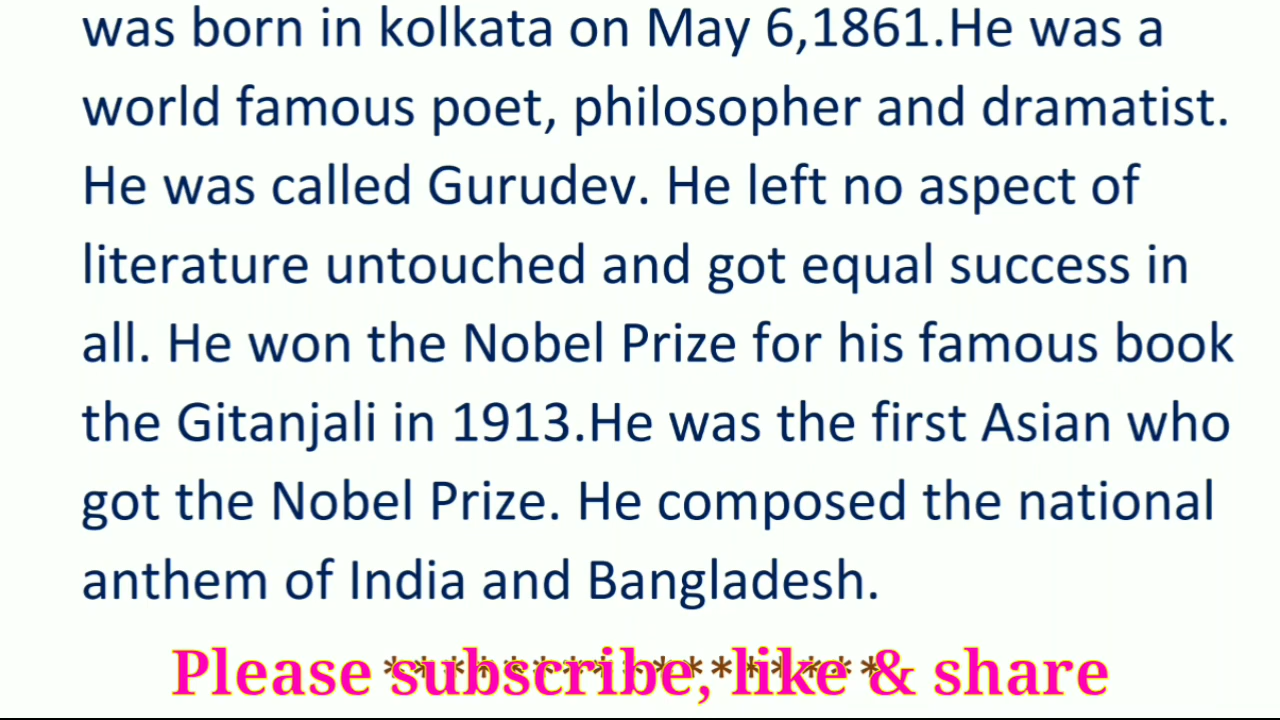 was born in kolkata on May 6,1861.He was a
world famous poet, philosopher and dramatist.
He was called Gurudev. He left no aspect of
literature untouched and got equal success in
all. He won the Nobel Prize for his famous book
the Gitanjali in 1913.He was the first Asian who
got the Nobel Prize. He composed the national
anthem of India and Bangladesh.
Please subscribe, like & share